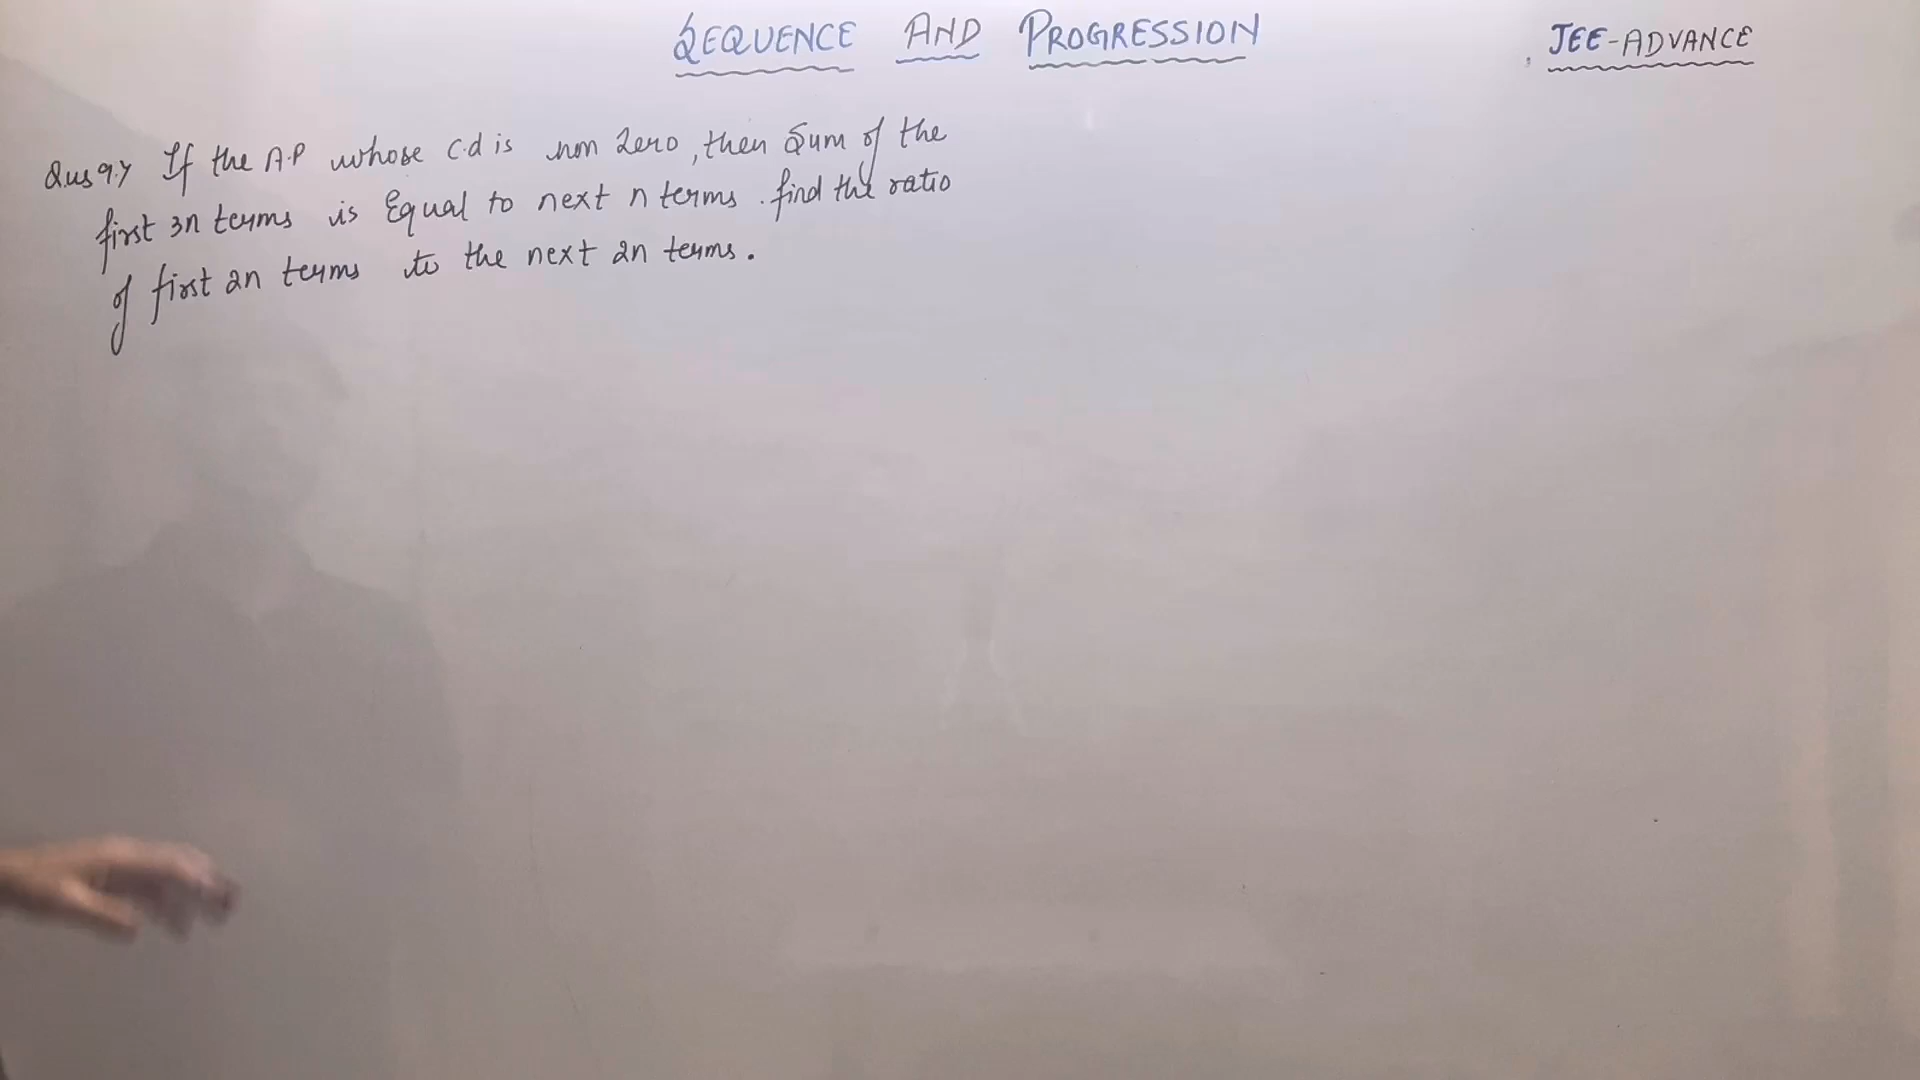 SEQUENCE AND PROGRESSION
JEE-ADVANCE
Qus 9.> If the A.P whose c.d is non zero, then Sum of the
first 3n terms is Equal to next n terms. find the ratio
of first 2n terms to the next 2n terms.